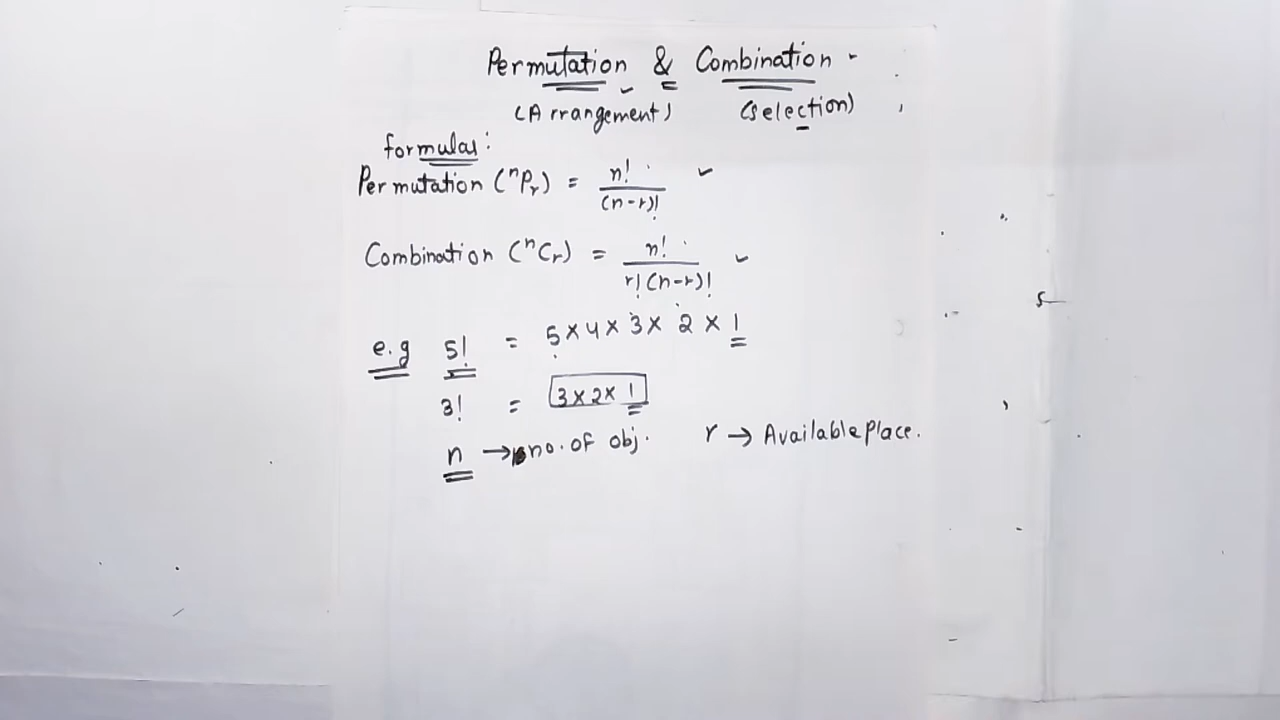 Permutation & Combination
(Arrangement) (selection)
formulas:
Permutation (ⁿPᵣ) = n!/(n-r)!
Combination (ⁿCᵣ) = n!/r!(n-r)!
e.g 5! = 5×4×3×2×1
3! = 3×2×1
n → no. of obj. r → Available place.